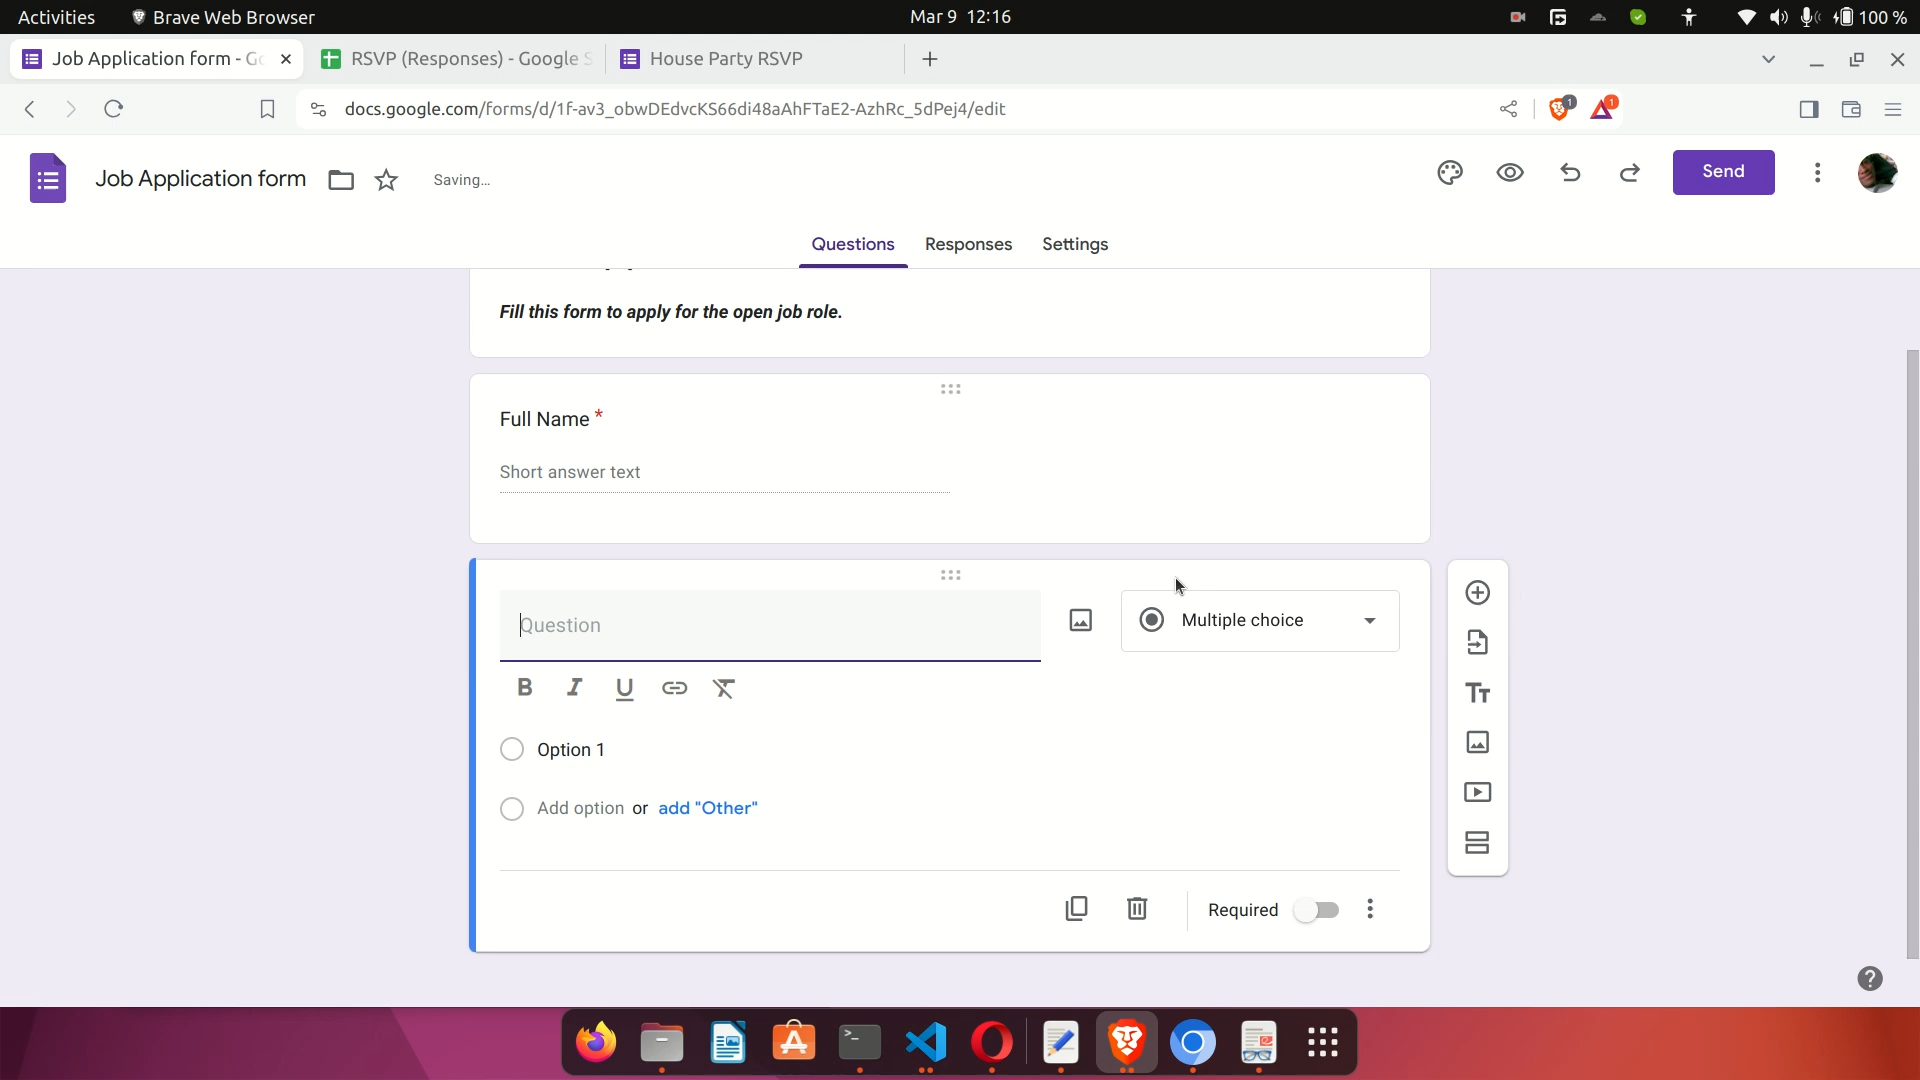 Activities
Brave Web Browser
Mar 9 12:16
100 %
Job Application form - Go
RSVP (Responses) - Google S
House Party RSVP
docs.google.com/forms/d/1f-av3_obwDEdvcKS66di48aAhFTaE2-AzhRc_5dPej4/edit
1
1
Job Application form
Saving...
Send
Questions
Responses
Settings
Fill this form to apply for the open job role.
Full Name *
Short answer text
Question
Multiple choice
B I U
Option 1
Add option or add "Other"
Required